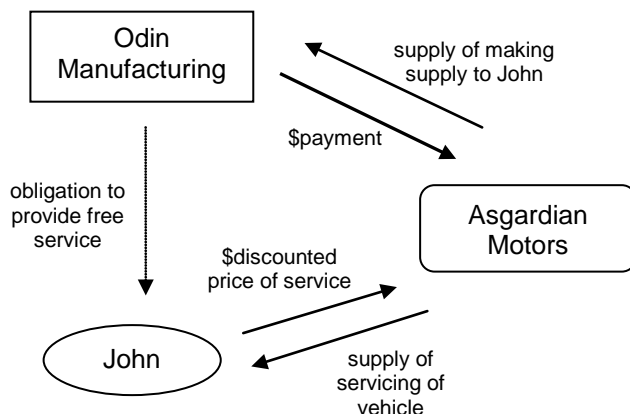 Odin
Manufacturing
supply of making
supply to John
$payment
obligation to
provide free
service
Asgardian
Motors
$discounted
price of service
John
supply of
servicing of
vehicle